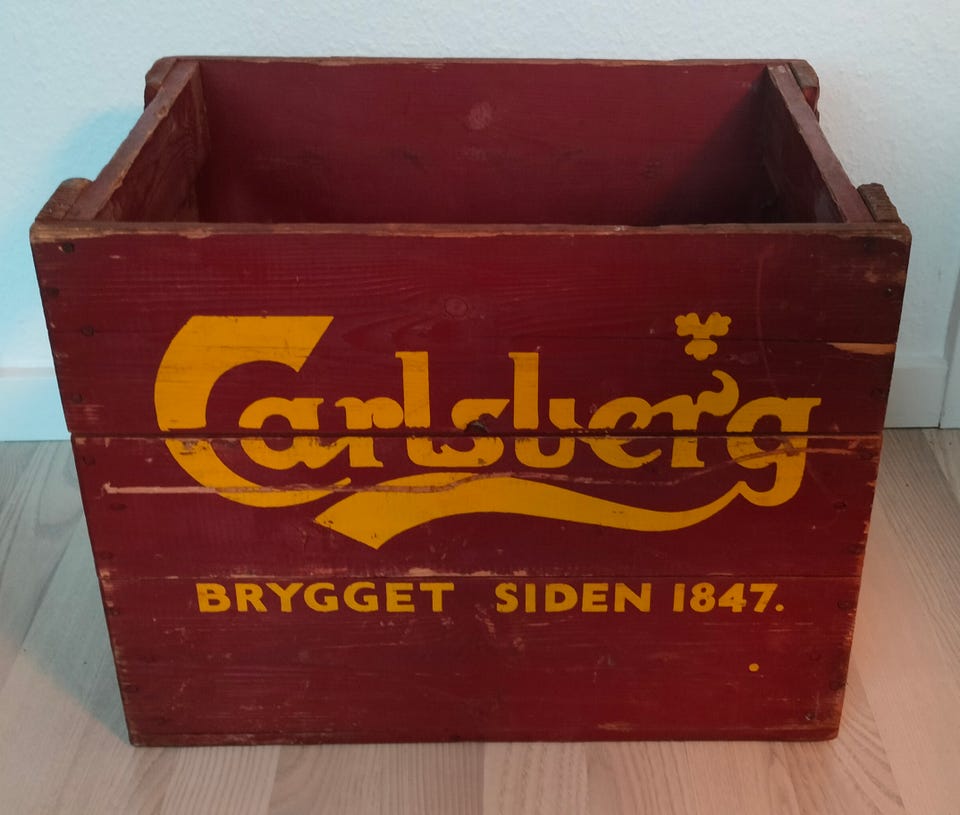 Carlsberg
BRYGGET SIDEN 1847.